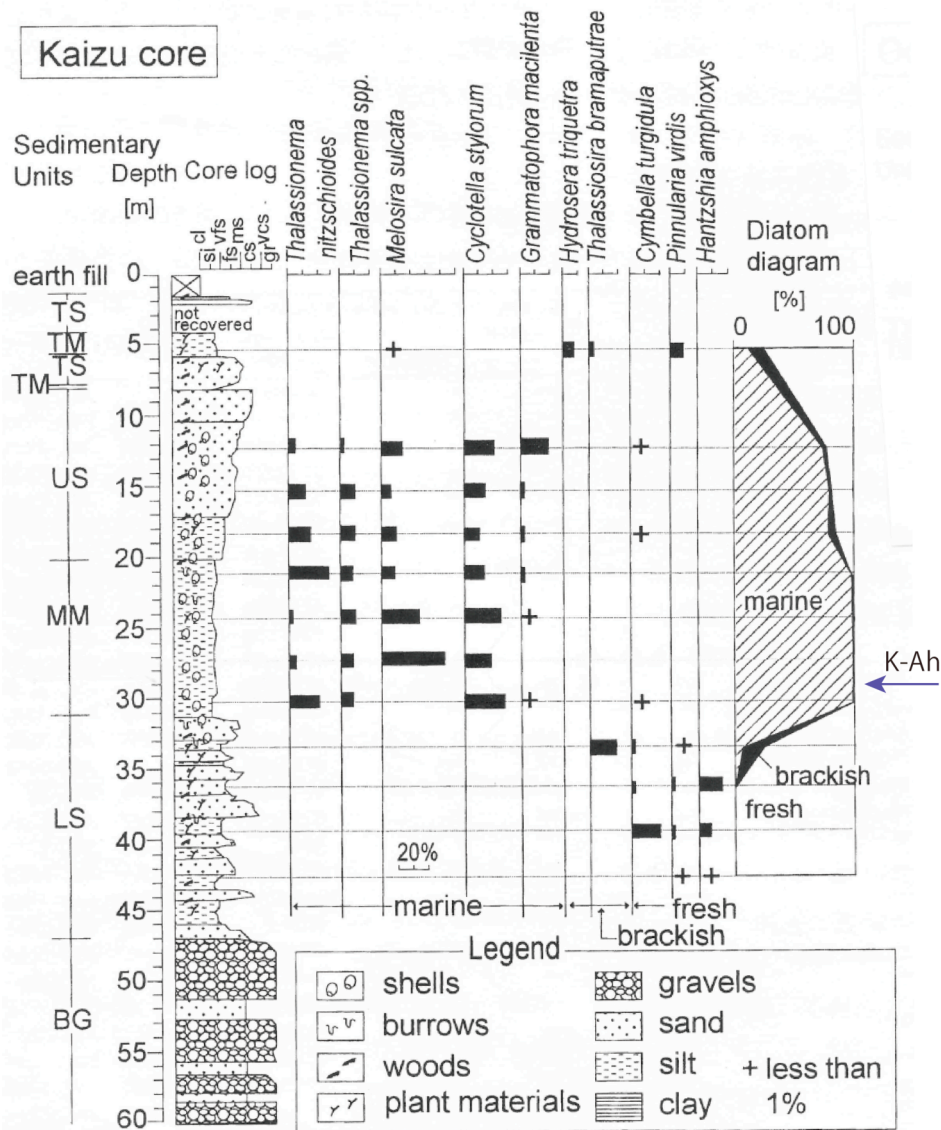 Kaizu core
Sedimentary
Units
Depth
[m]
Core log
cl
si
vfs
fs
ms
cs
vcs
gr
Thalassionema
nitzschioides
Thalassionema spp.
Melosira sulcata
Cyclotella stylorum
Grammatophora macilenta
Hydrosera triquetra
Thalassiosira bramaputrae
Cymbella turgidula
Pinnularia virdis
Hantzshia amphioxys
Diatom
diagram
[%]
0 100
earth fill
TS
TM
TS
TM
US
MM
LS
BG
0
5
10
15
20
25
30
35
40
45
50
55
60
not
recovered
+
+
+
+
+
+
+
+
+
+
marine
K-Ah
brackish
fresh
20%
marine
fresh
brackish
Legend
shells
burrows
woods
plant materials
gravels
sand
silt
clay
+ less than
1%